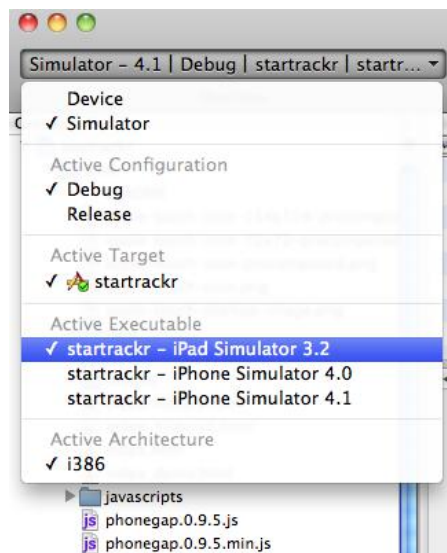 Simulator – 4.1 | Debug | startrackr | startr...
Device
✓ Simulator
Active Configuration
✓ Debug
Release
Active Target
✓ startrackr
Active Executable
✓ startrackr – iPad Simulator 3.2
startrackr – iPhone Simulator 4.0
startrackr – iPhone Simulator 4.1
Active Architecture
✓ i386
javascripts
js phonegap.0.9.5.js
js phonegap.0.9.5.min.js